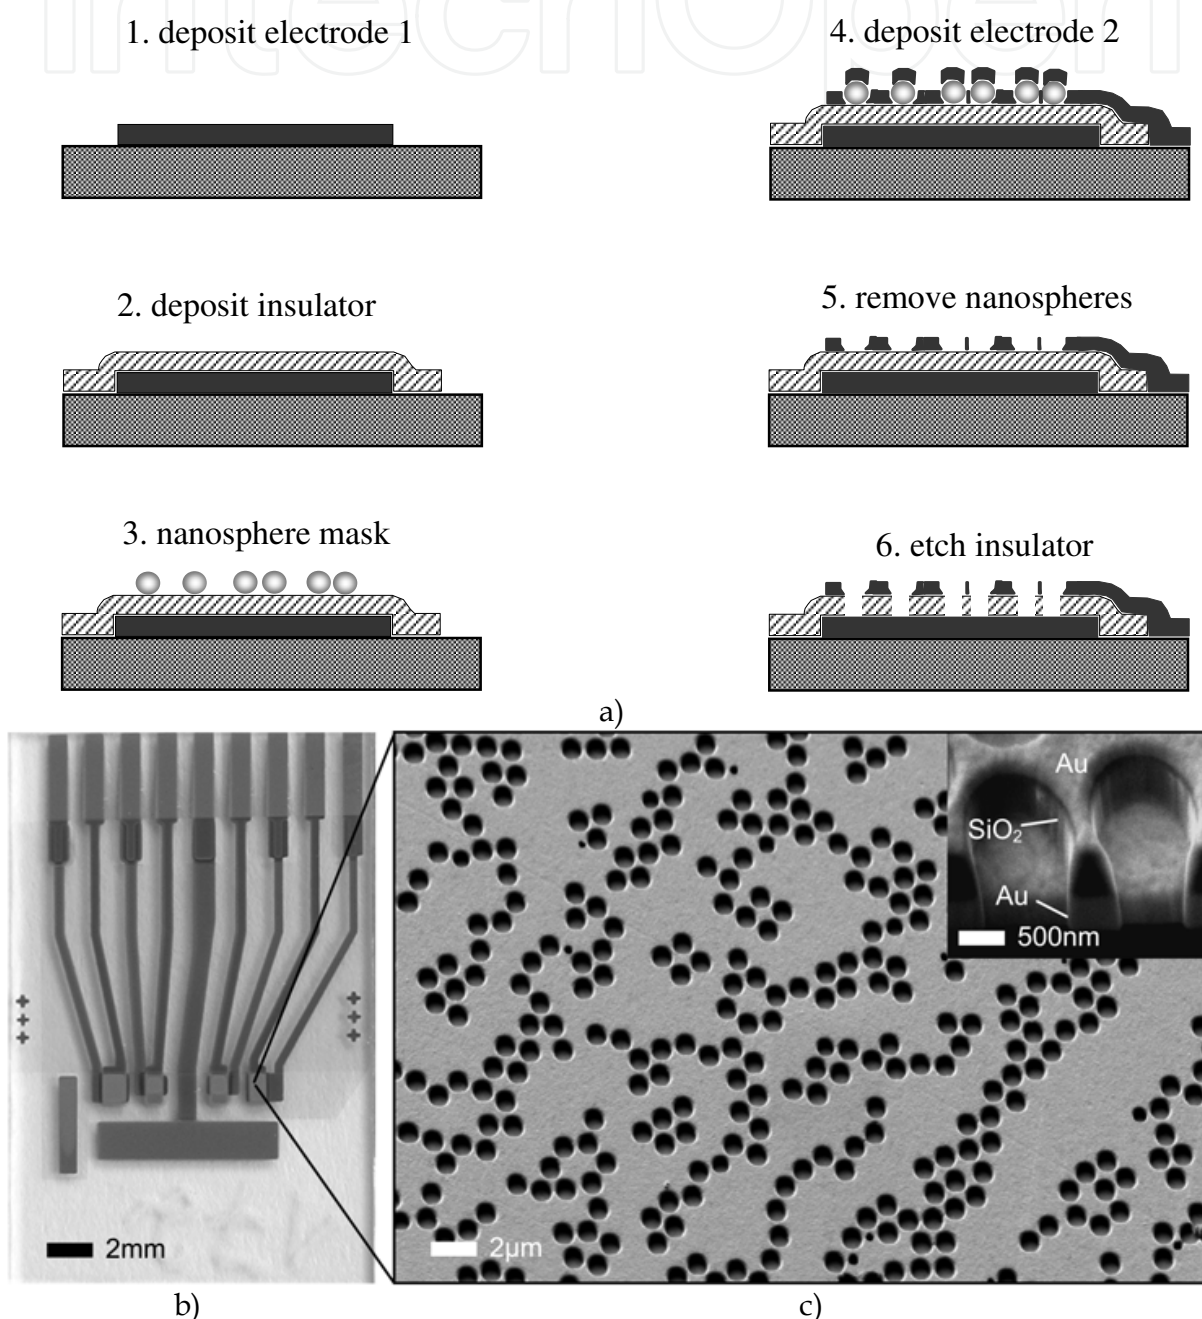 IntechOpen
1. deposit electrode 1
2. deposit insulator
3. nanosphere mask
4. deposit electrode 2
5. remove nanospheres
6. etch insulator
a)
2mm
b)
Au
SiO₂
Au
500nm
2µm
c)